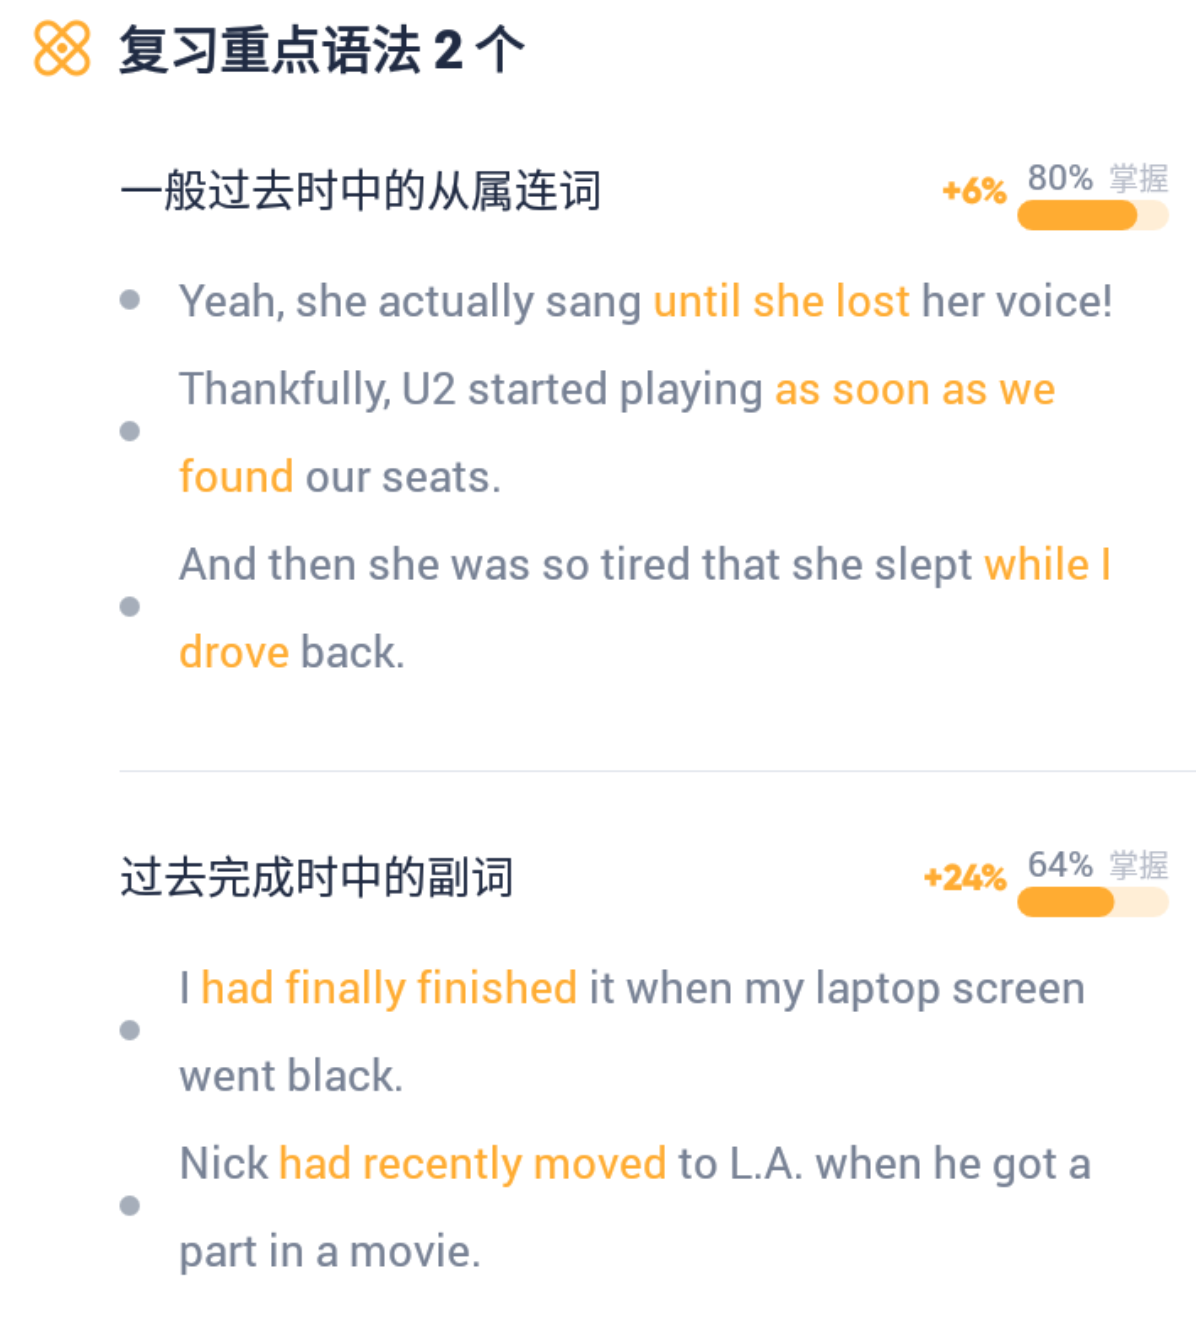 复习重点语法 2 个
一般过去时中的从属连词
+6% 80% 掌握
Yeah, she actually sang until she lost her voice!
Thankfully, U2 started playing as soon as we
found our seats.
And then she was so tired that she slept while I
drove back.
过去完成时中的副词
+24% 64% 掌握
I had finally finished it when my laptop screen
went black.
Nick had recently moved to L.A. when he got a
part in a movie.